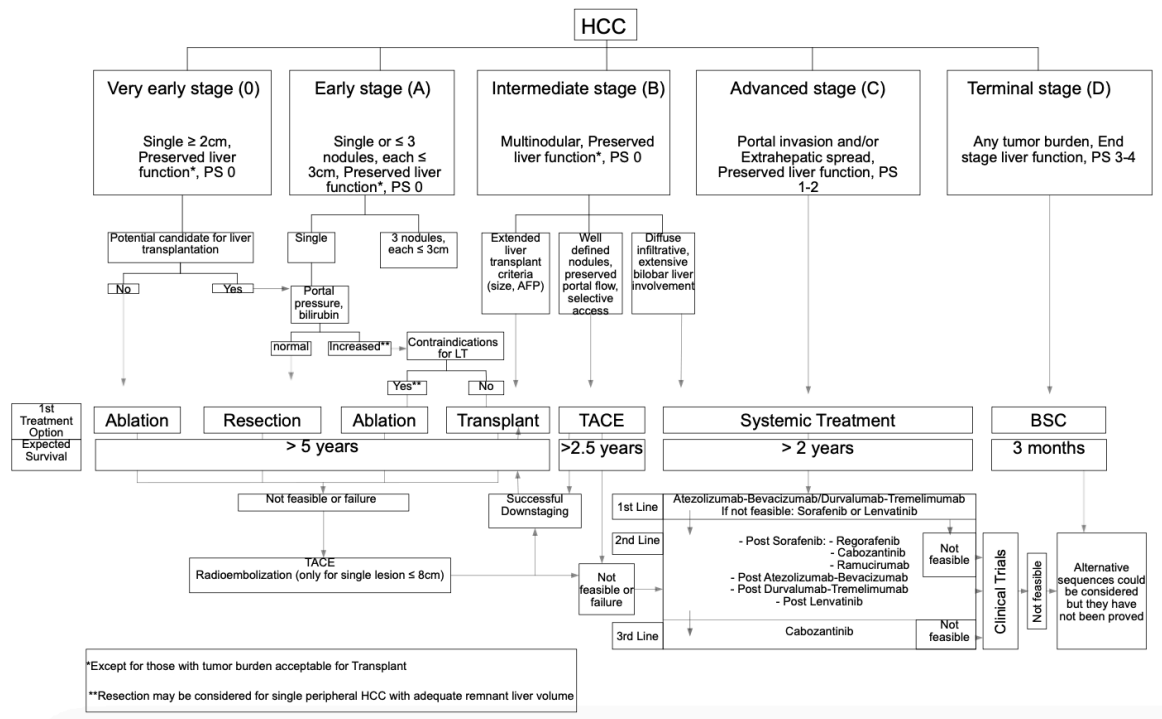 HCC
Very early stage (0)
Single ≥ 2cm,
Preserved liver
function*, PS 0
Early stage (A)
Single or ≤ 3
nodules, each ≤
3cm, Preserved liver
function*, PS 0
Intermediate stage (B)
Multinodular, Preserved
liver function*, PS 0
Advanced stage (C)
Portal invasion and/or
Extrahepatic spread,
Preserved liver function, PS
1-2
Terminal stage (D)
Any tumor burden, End
stage liver function, PS 3-4
Potential candidate for liver
transplantation
No
Yes
Single
3 nodules,
each ≤ 3cm
Portal
pressure,
bilirubin
normal
Increased**
Contraindications
for LT
Yes**
No
Extended
liver
transplant
criteria
(size, AFP)
Well
defined
nodules,
preserved
portal flow,
selective
access
Diffuse
infiltrative,
extensive
bilobar liver
involvement
1st
Treatment
Option
Ablation
Resection
Ablation
Transplant
TACE
Systemic Treatment
BSC
Expected
Survival
> 5 years
>2.5 years
> 2 years
3 months
Not feasible or failure
Successful
Downstaging
TACE
Radioembolization (only for single lesion ≤ 8cm)
Not
feasible or
failure
1st Line
Atezolizumab-Bevacizumab/Durvalumab-Tremelimumab
If not feasible: Sorafenib or Lenvatinib
2nd Line
- Post Sorafenib: - Regorafenib
- Cabozantinib
- Ramucirumab
- Post Atezolizumab-Bevacizumab
- Post Durvalumab-Tremelimumab
- Post Lenvatinib
Not
feasible
3rd Line
Cabozantinib
Not
feasible
Clinical Trials
Not feasible
Alternative
sequences could
be considered
but they have
not been proved
*Except for those with tumor burden acceptable for Transplant
**Resection may be considered for single peripheral HCC with adequate remnant liver volume